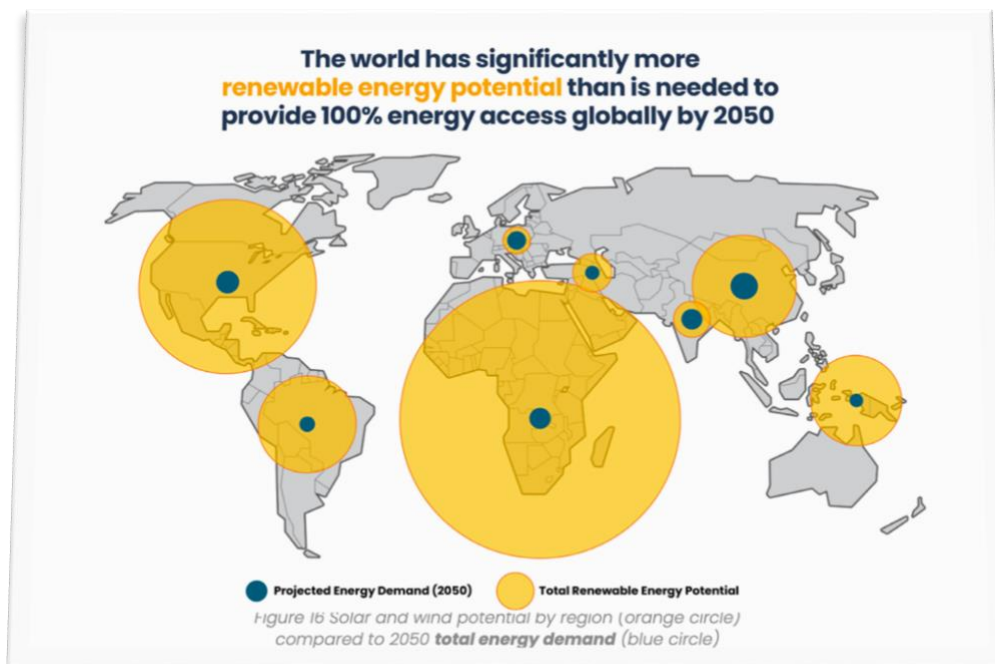 The world has significantly more
renewable energy potential than is needed to
provide 100% energy access globally by 2050
Projected Energy Demand (2050)
Total Renewable Energy Potential
Figure 16 Solar and wind potential by region (orange circle)
compared to 2050 total energy demand (blue circle)